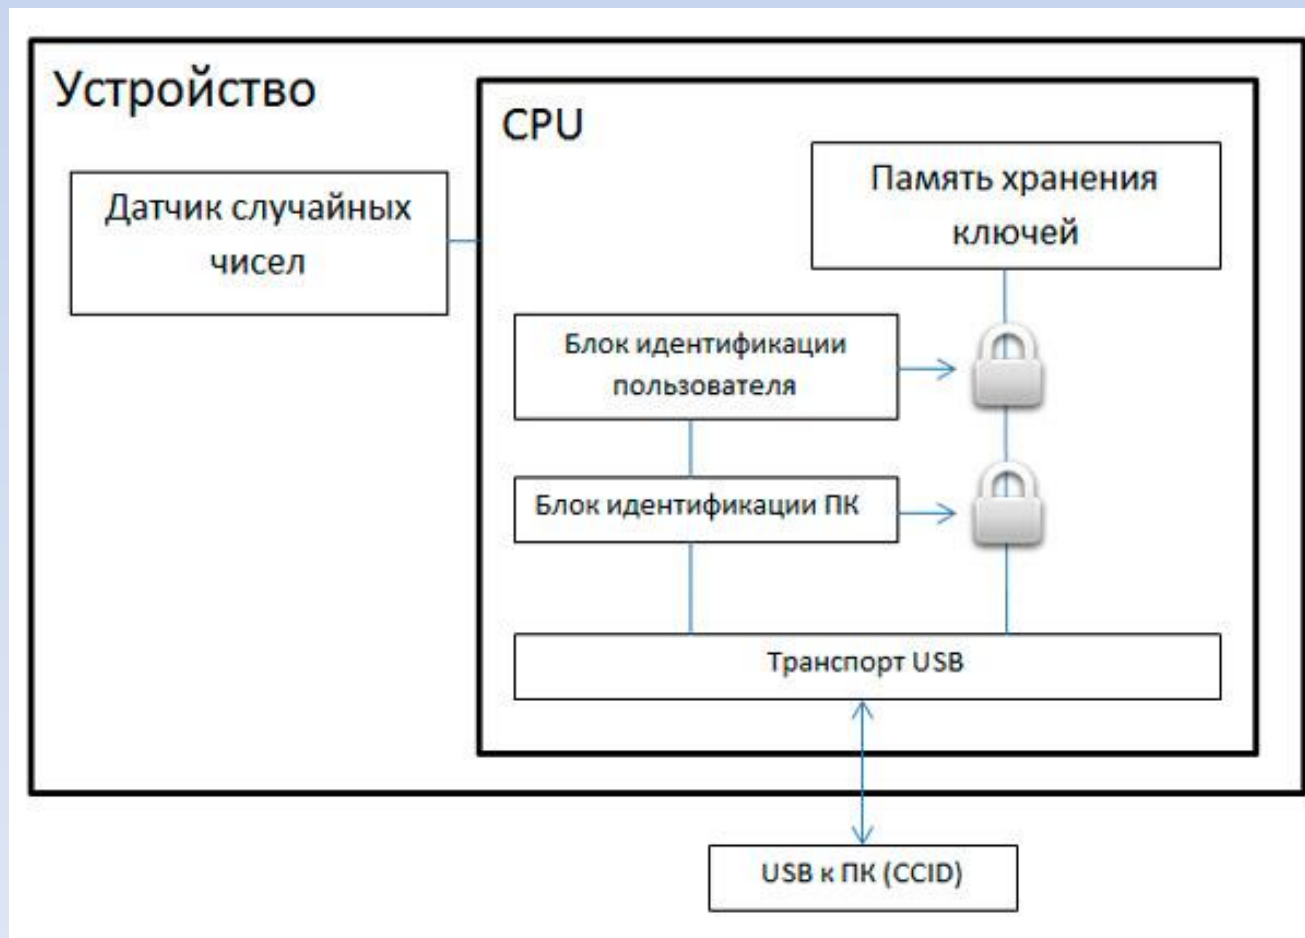 Устройство
CPU
Датчик случайных
чисел
Память хранения
ключей
Блок идентификации
пользователя
Блок идентификации ПК
Транспорт USB
USB к ПК (CCID)